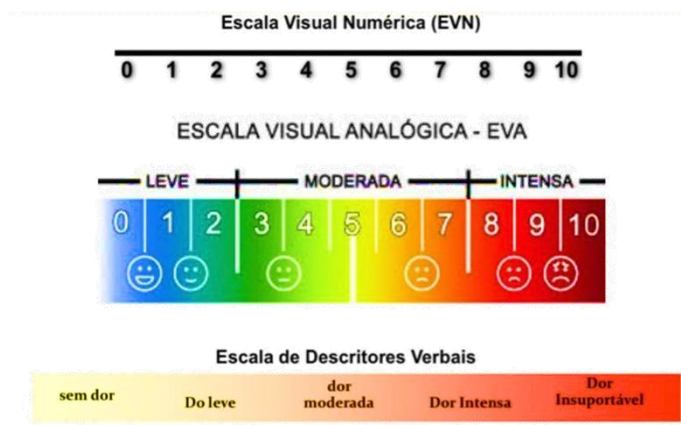 Escala Visual Numérica (EVN)
0 1 2 3 4 5 6 7 8 9 10
ESCALA VISUAL ANALÓGICA - EVA
LEVE MODERADA INTENSA
0 1 2 3 4 5 6 7 8 9 10
Escala de Descritores Verbais
sem dor Do leve dor moderada Dor Intensa Dor Insuportável